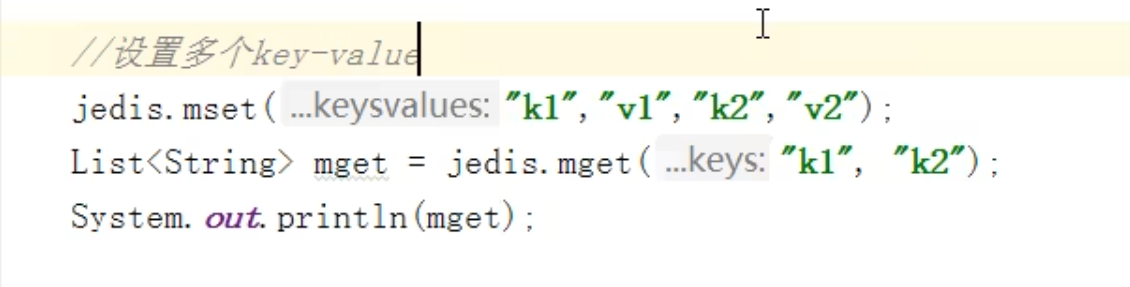 //设置多个key-value
jedis.mset( ...keysvalues: "k1","v1","k2","v2");
List<String> mget = jedis.mget( ...keys: "k1", "k2");
System.out.println(mget);